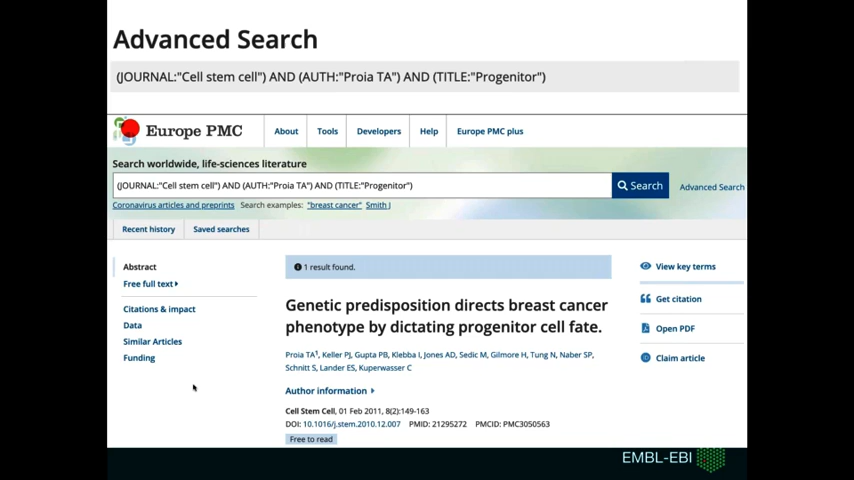 Advanced Search
(JOURNAL:"Cell stem cell") AND (AUTH:"Proia TA") AND (TITLE:"Progenitor")
Europe PMC
About
Tools
Developers
Help
Europe PMC plus
Search worldwide, life-sciences literature
(JOURNAL:"Cell stem cell") AND (AUTH:"Proia TA") AND (TITLE:"Progenitor")
Search
Advanced Search
Coronavirus articles and preprints Search examples: "breast cancer" Smith J
Recent history
Saved searches
Abstract
Free full text
Citations & impact
Data
Similar Articles
Funding
1 result found.
Genetic predisposition directs breast cancer
phenotype by dictating progenitor cell fate.
Proia TA1, Keller PJ, Gupta PB, Klebba I, Jones AD, Sedic M, Gilmore H, Tung N, Naber SP,
Schnitt S, Lander ES, Kuperwasser C
Author information
Cell Stem Cell, 01 Feb 2011, 8(2):149-163
DOI: 10.1016/j.stem.2010.12.007 PMID: 21295272 PMCID: PMC3050563
Free to read
View key terms
Get citation
Open PDF
Claim article
EMBL-EBI